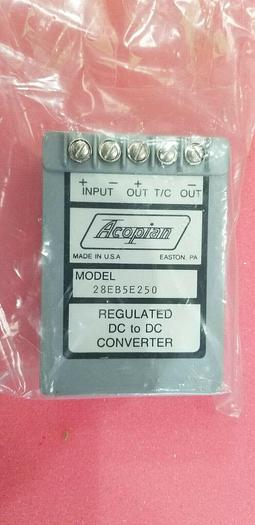 + − + −
INPUT OUT T/C OUT
Acopian
MADE IN U.S.A EASTON, PA
MODEL
28EB5E250
REGULATED
DC to DC
CONVERTER